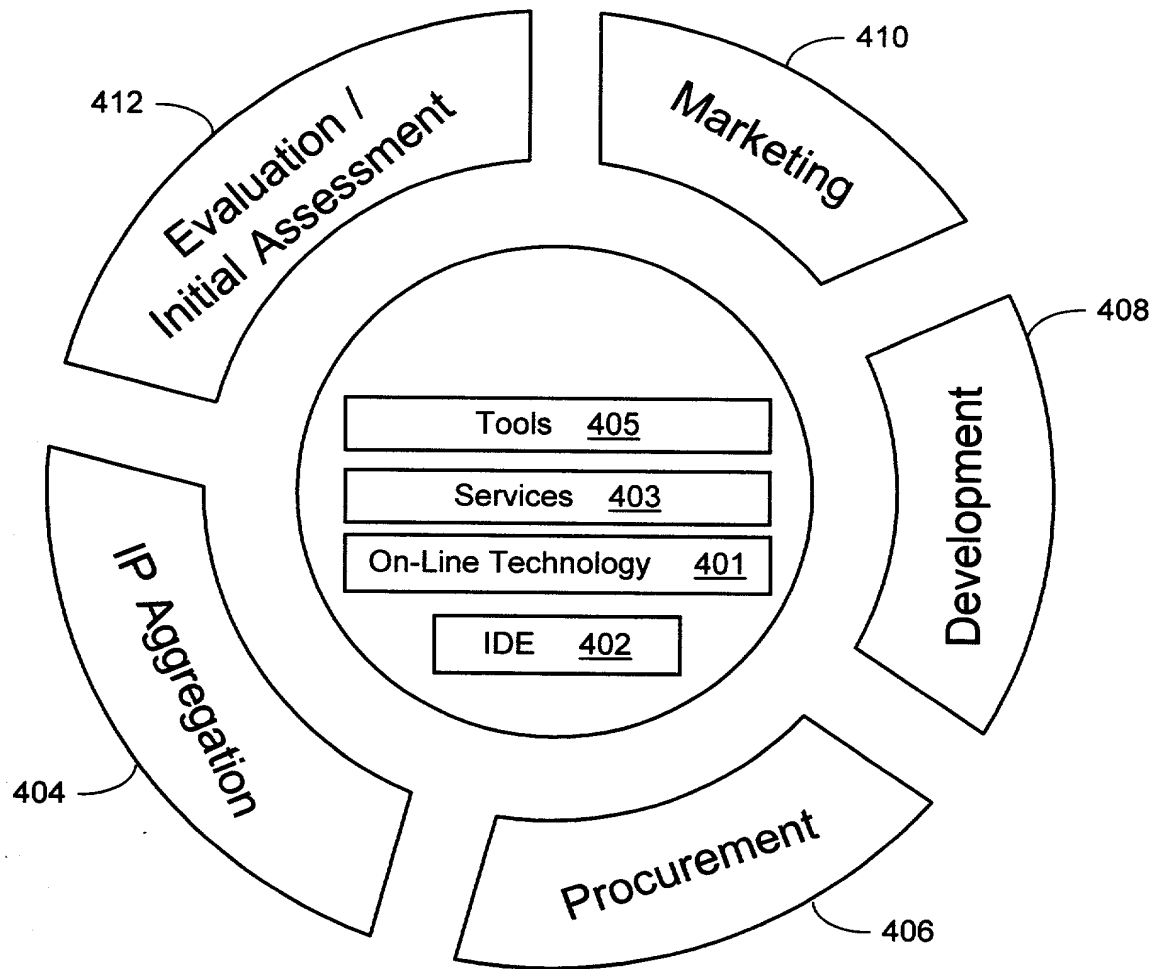 410
412
Evaluation /
Initial Assessment
Marketing
408
Development
Tools 405
Services 403
On-Line Technology 401
IDE 402
IP Aggregation
404
Procurement
406